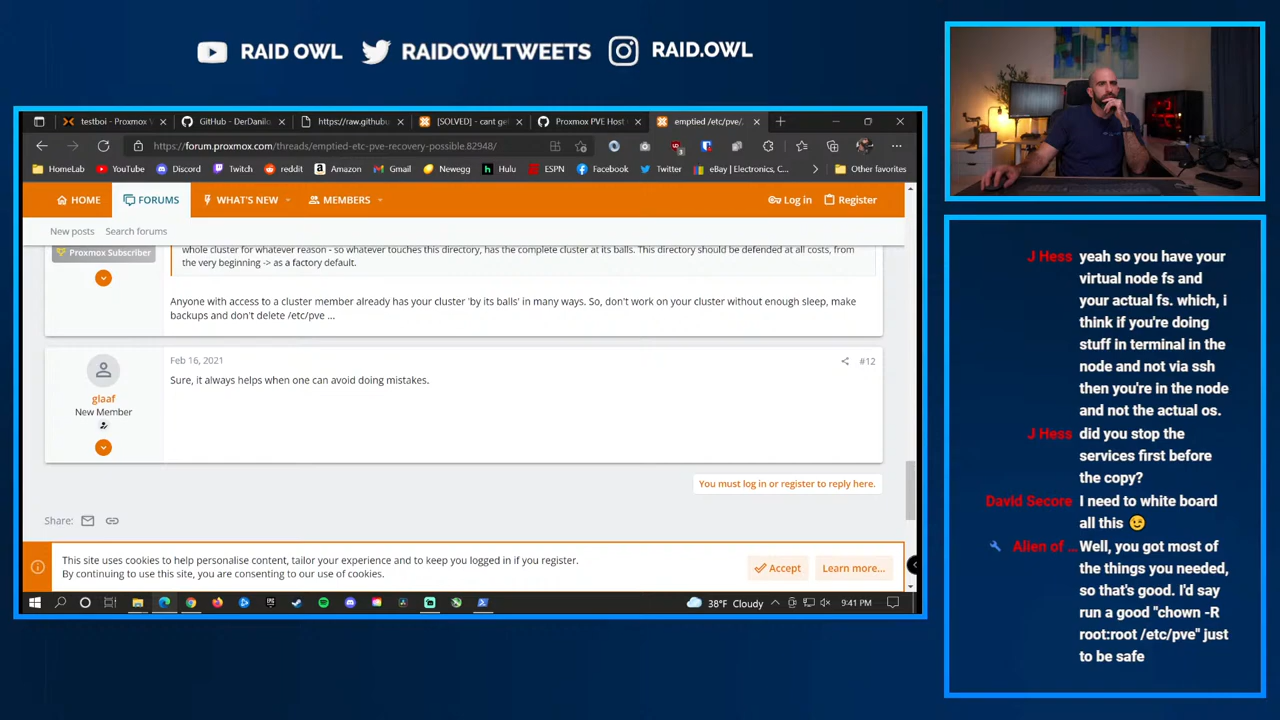 RAID OWL
RAIDOWLTWEETS
RAID.OWL
testboi - Proxmox V
GitHub - DerDanilo
https://raw.githubu
[SOLVED] - cant ge
Proxmox PVE Host
emptied /etc/pve/
https://forum.proxmox.com/threads/emptied-etc-pve-recovery-possible.82948/
HomeLab
YouTube
Discord
reddit
Amazon
Gmail
Newegg
Hulu
ESPN
Facebook
Twitter
eBay | Electronics, C...
Other favorites
HOME
FORUMS
WHAT'S NEW
MEMBERS
Log in
Register
New posts
Search forums
Proxmox Subscriber
whole cluster for whatever reason - so whatever touches this directory, has the complete cluster at its balls. This directory should be defended at all costs, from
the very beginning -> as a factory default.
Anyone with access to a cluster member already has your cluster 'by its balls' in many ways. So, don't work on your cluster without enough sleep, make
backups and don't delete /etc/pve ...
Feb 16, 2021
#12
glaaf
New Member
Sure, it always helps when one can avoid doing mistakes.
You must log in or register to reply here.
Share:
This site uses cookies to help personalise content, tailor your experience and to keep you logged in if you register.
By continuing to use this site, you are consenting to our use of cookies.
Accept
Learn more...
38°F Cloudy
9:41 PM
J Hess yeah so you have your
virtual node fs and
your actual fs. which, i
think if you're doing
stuff in terminal in the
node and not via ssh
then you're in the node
and not the actual os.
J Hess did you stop the
services first before
the copy?
David Secore I need to white board
all this 😉
Alien of ... Well, you got most of
the things you needed,
so that's good. I'd say
run a good "chown -R
root:root /etc/pve" just
to be safe